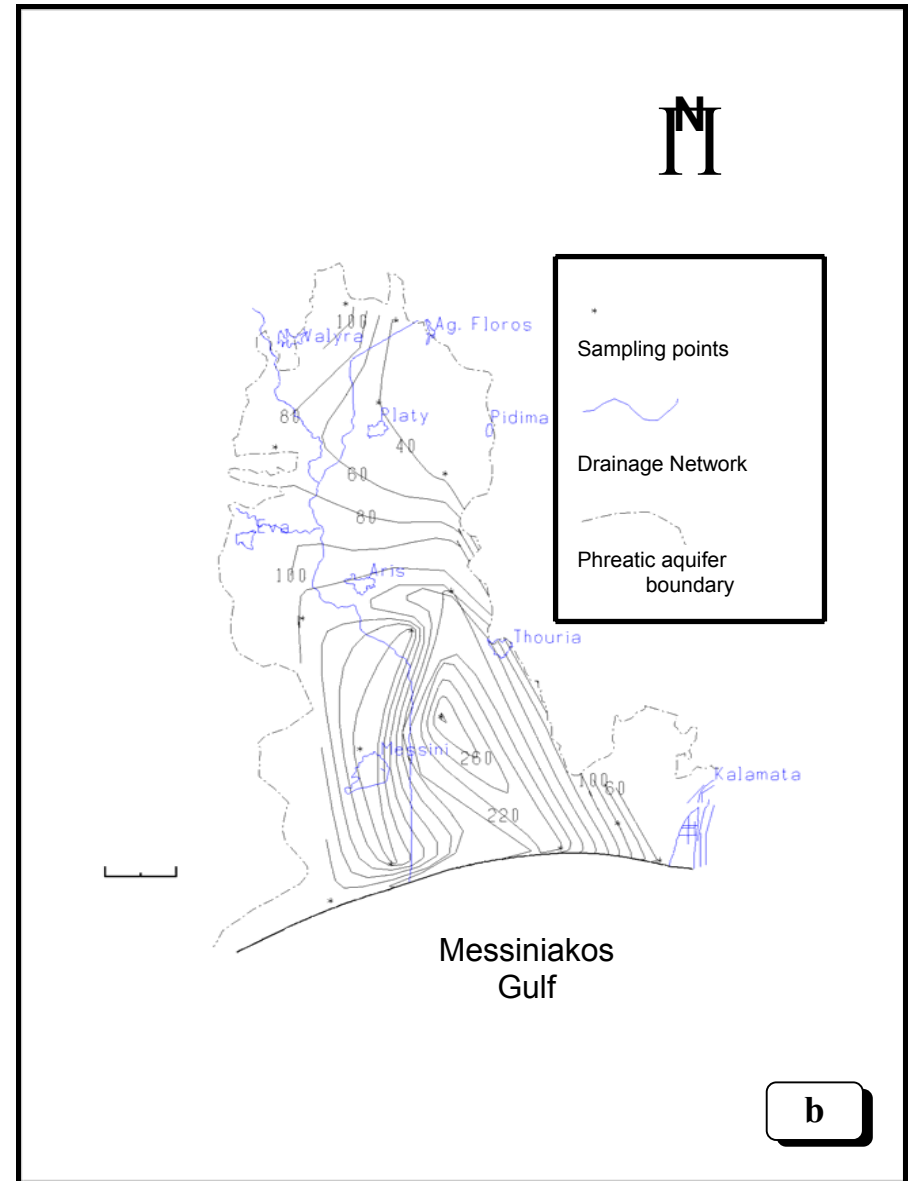 N
Sampling points
Drainage Network
Phreatic aquifer
boundary
100
Valyra
Ag. Floros
80
Platy
Pidima
40
60
80
Eva
100
Aris
Thouria
Messini
260
100
60
Kalamata
220
Messiniakos
Gulf
b